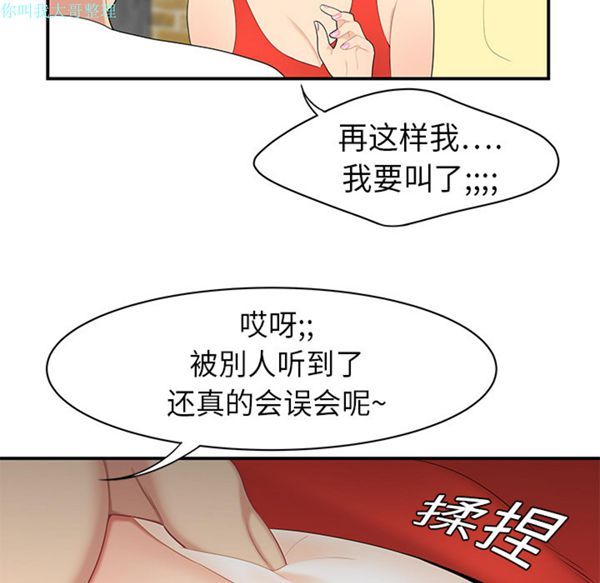 你叫我大哥整理
再这样我....
我要叫了;;;;
哎呀;;
被別人听到了
还真的会误会呢~
揉捏